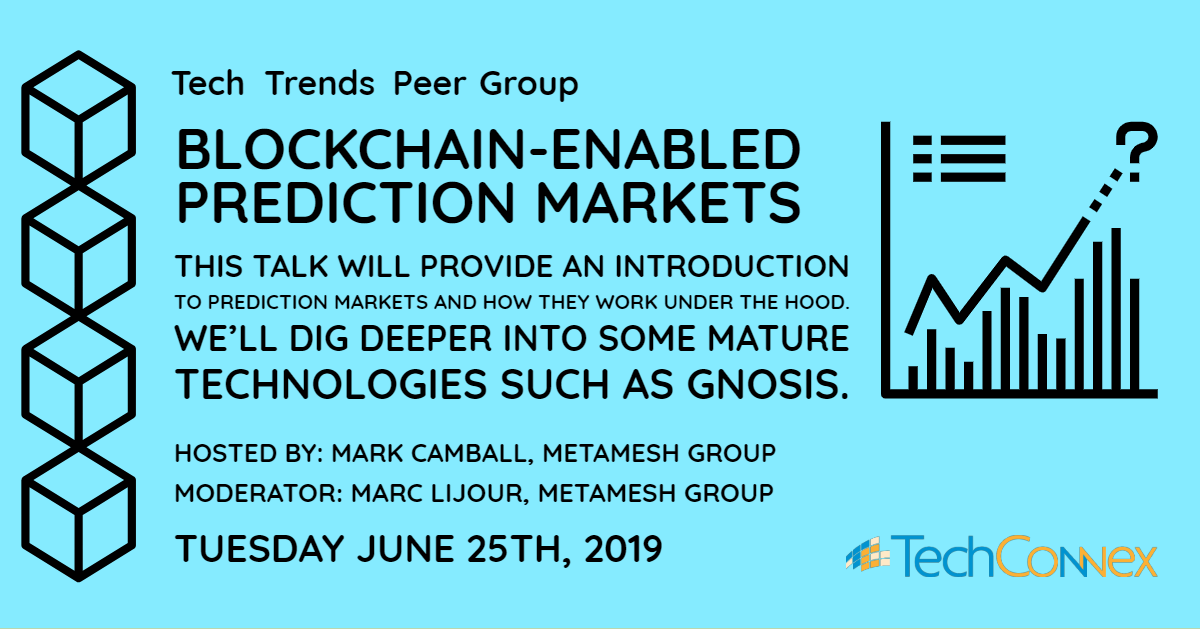 Tech Trends Peer Group
BLOCKCHAIN-ENABLED
PREDICTION MARKETS
THIS TALK WILL PROVIDE AN INTRODUCTION
TO PREDICTION MARKETS AND HOW THEY WORK UNDER THE HOOD.
WE'LL DIG DEEPER INTO SOME MATURE
TECHNOLOGIES SUCH AS GNOSIS.
HOSTED BY: MARK CAMBALL, METAMESH GROUP
MODERATOR: MARC LIJOUR, METAMESH GROUP
TUESDAY JUNE 25TH, 2019
?
TechConnex